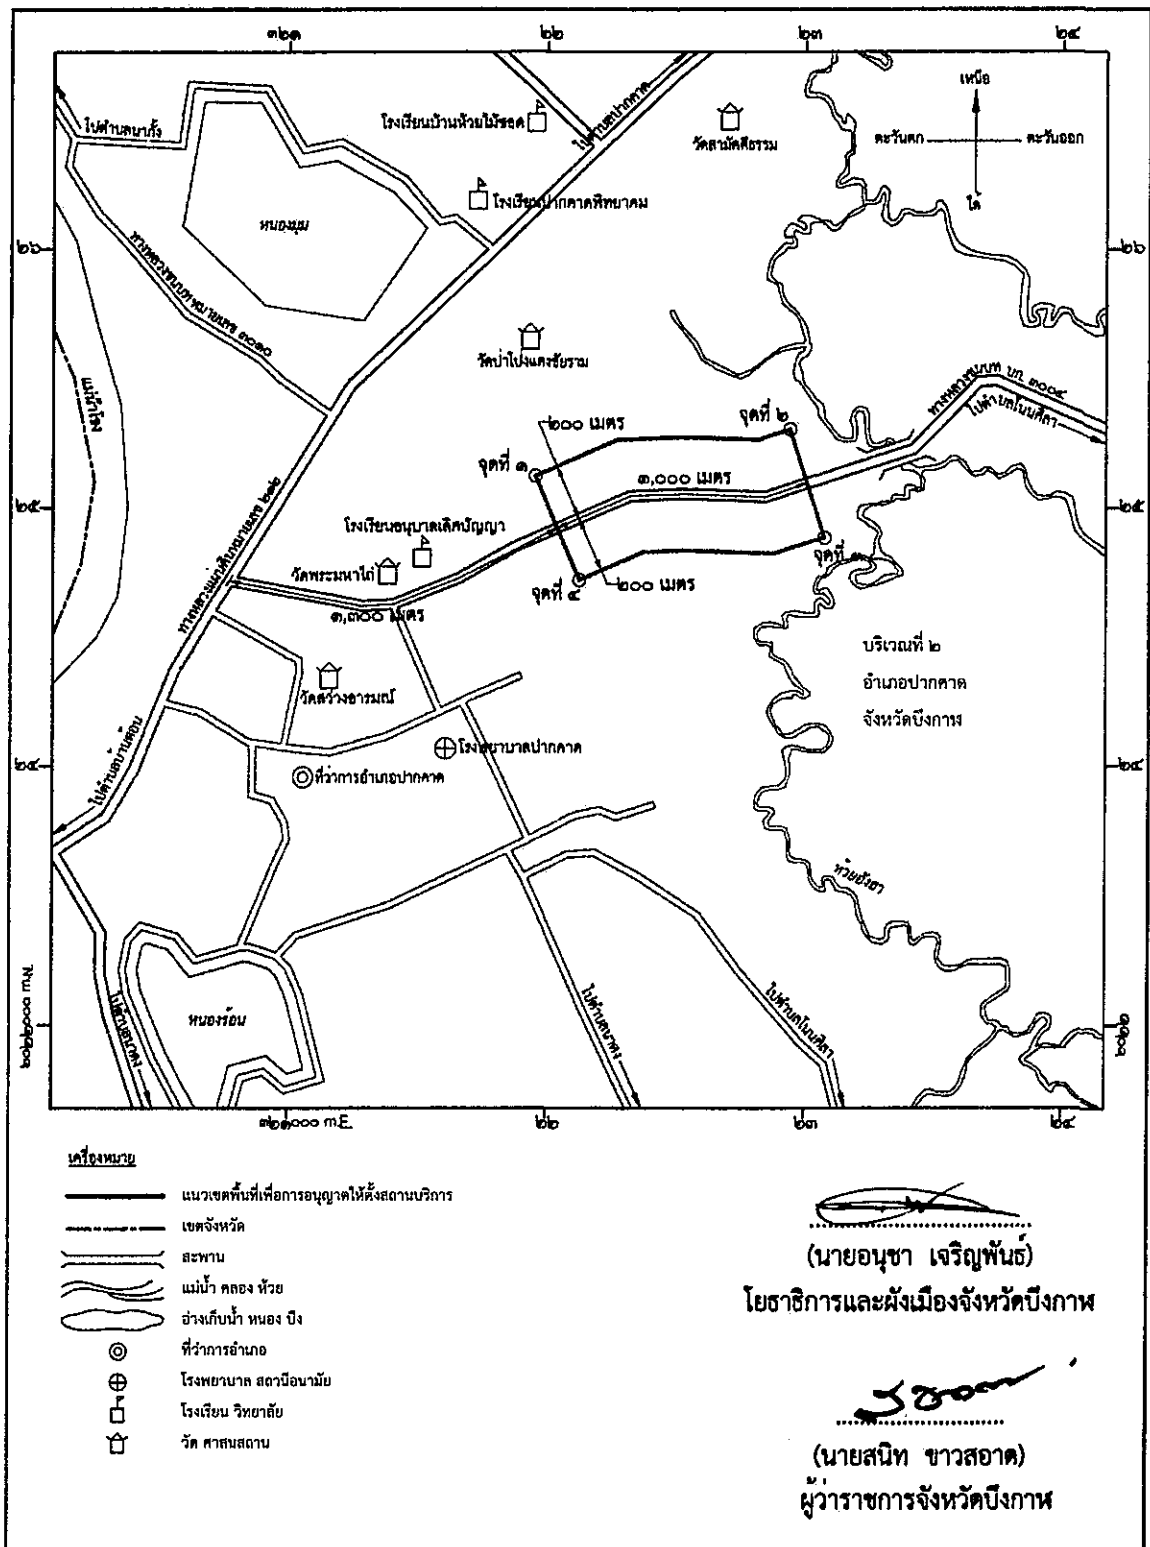 ๓๒๑
๒๒
๒๓
๒๔
เหนือ
ตะวันตก
ตะวันออก
ใต้
ไปตำบลนากั้ง
โรงเรียนบ้านห้วยไม้ซอด
ไปตำบลปากคาด
วัดสามัคคีธรรม
โรงเรียนปากคาดพิทยาคม
หนองมุม
๒๖
๒๖
ทางหลวงชนบทหมายเลข ๓๐๑๐
วัดป่าโปงแดงชัยราม
แม่น้ำโขง
ทางหลวงชนบท บก. ๓๐๐๔
ไปตำบลโนนศิลา
๒๐๐ เมตร
จุดที่ ๒
จุดที่ ๑
๑,๐๐๐ เมตร
๒๕
๒๕
ทางหลวงแผ่นดินหมายเลข ๒๑๒
โรงเรียนอนุบาลเลิศปัญญา
จุดที่ ๓
วัดพระมหาไถ่
จุดที่ ๔
๒๐๐ เมตร
๑,๓๐๐ เมตร
บริเวณที่ ๒
อำเภอปากคาด
จังหวัดบึงกาฬ
วัดสว่างอารมณ์
ไปตำบลบ้านต้อน
โรงพยาบาลปากคาด
ที่ว่าการอำเภอปากคาด
๒๔
๒๔
ห้วยฮังฮา
หนองร้อน
ไปตำบลนาดง
ไปตำบลนาดง
ไปตำบลโนนศิลา
๒๐๒๓๐๐๐ m.N.
๒๐๒๓
๓๒๑๐๐๐ m.E.
๒๒
๒๓
๒๔
เครื่องหมาย
แนวเขตพื้นที่เพื่อการอนุญาตให้ตั้งสถานบริการ
เขตจังหวัด
สะพาน
แม่น้ำ คลอง ห้วย
อ่างเก็บน้ำ หนอง บึง
ที่ว่าการอำเภอ
โรงพยาบาล สถานีอนามัย
โรงเรียน วิทยาลัย
วัด ศาสนสถาน
(นายอนุชา เจริญพันธ์)
โยธาธิการและผังเมืองจังหวัดบึงกาฬ
(นายสนิท ขาวสอาด)
ผู้ว่าราชการจังหวัดบึงกาฬ